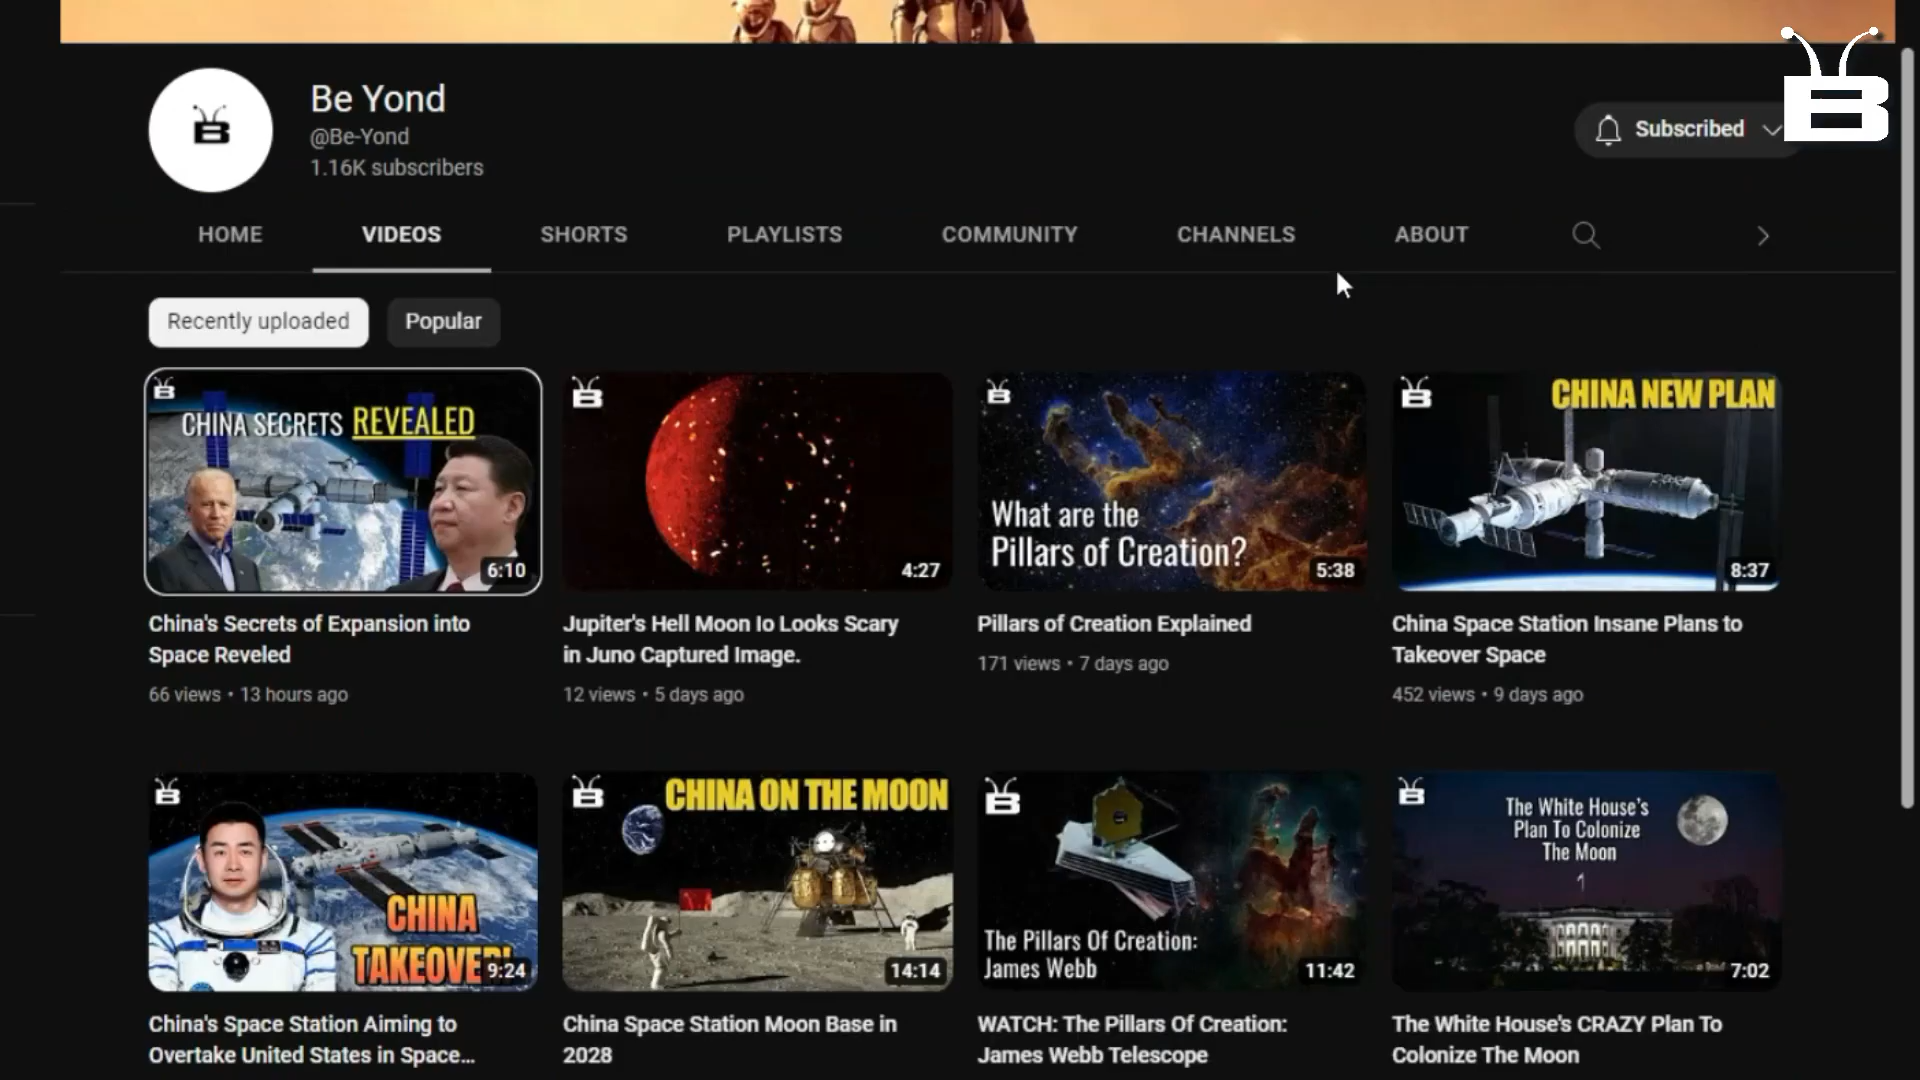 Be Yond
@Be-Yond
1.16K subscribers
Subscribed
B
HOME
VIDEOS
SHORTS
PLAYLISTS
COMMUNITY
CHANNELS
ABOUT
Recently uploaded
Popular
CHINA SECRETS REVEALED
6:10
4:27
What are the
Pillars of Creation?
5:38
CHINA NEW PLAN
8:37
China's Secrets of Expansion into
Space Reveled
66 views • 13 hours ago
Jupiter's Hell Moon Io Looks Scary
in Juno Captured Image.
12 views • 5 days ago
Pillars of Creation Explained
171 views • 7 days ago
China Space Station Insane Plans to
Takeover Space
452 views • 9 days ago
CHINA
TAKEOVER!
9:24
CHINA ON THE MOON
14:14
The Pillars Of Creation:
James Webb
11:42
The White House's
Plan To Colonize
The Moon
7:02
China's Space Station Aiming to
Overtake United States in Space...
China Space Station Moon Base in
2028
WATCH: The Pillars Of Creation:
James Webb Telescope
The White House's CRAZY Plan To
Colonize The Moon